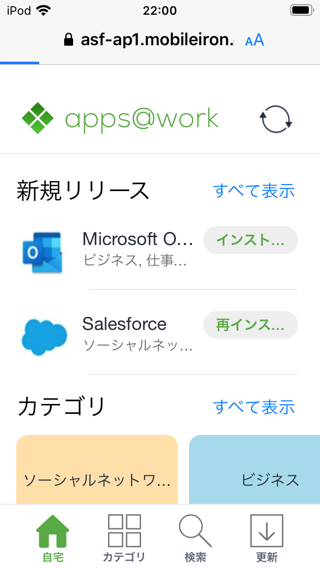 iPod 22:00
asf-ap1.mobileiron. AA
apps@work
新規リリース すべて表示
Microsoft O... インスト...
ビジネス, 仕事...
Salesforce 再インス...
ソーシャルネッ...
カテゴリ すべて表示
ソーシャルネットワ... ビジネス
自宅 カテゴリ 検索 更新